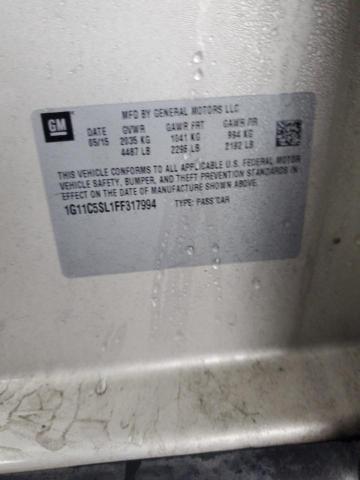 GM
MFD BY GENERAL MOTORS LLC
DATE GVWR GAWR FRT GAWR RR
05/15 2035 KG 1041 KG 994 KG
4487 LB 2295 LB 2192 LB
THIS VEHICLE CONFORMS TO ALL APPLICABLE U.S. FEDERAL MOTOR
VEHICLE SAFETY, BUMPER, AND THEFT PREVENTION STANDARDS IN
EFFECT ON THE DATE OF MANUFACTURE SHOWN ABOVE.
1G11C5SL1FF317994 TYPE: PASS CAR